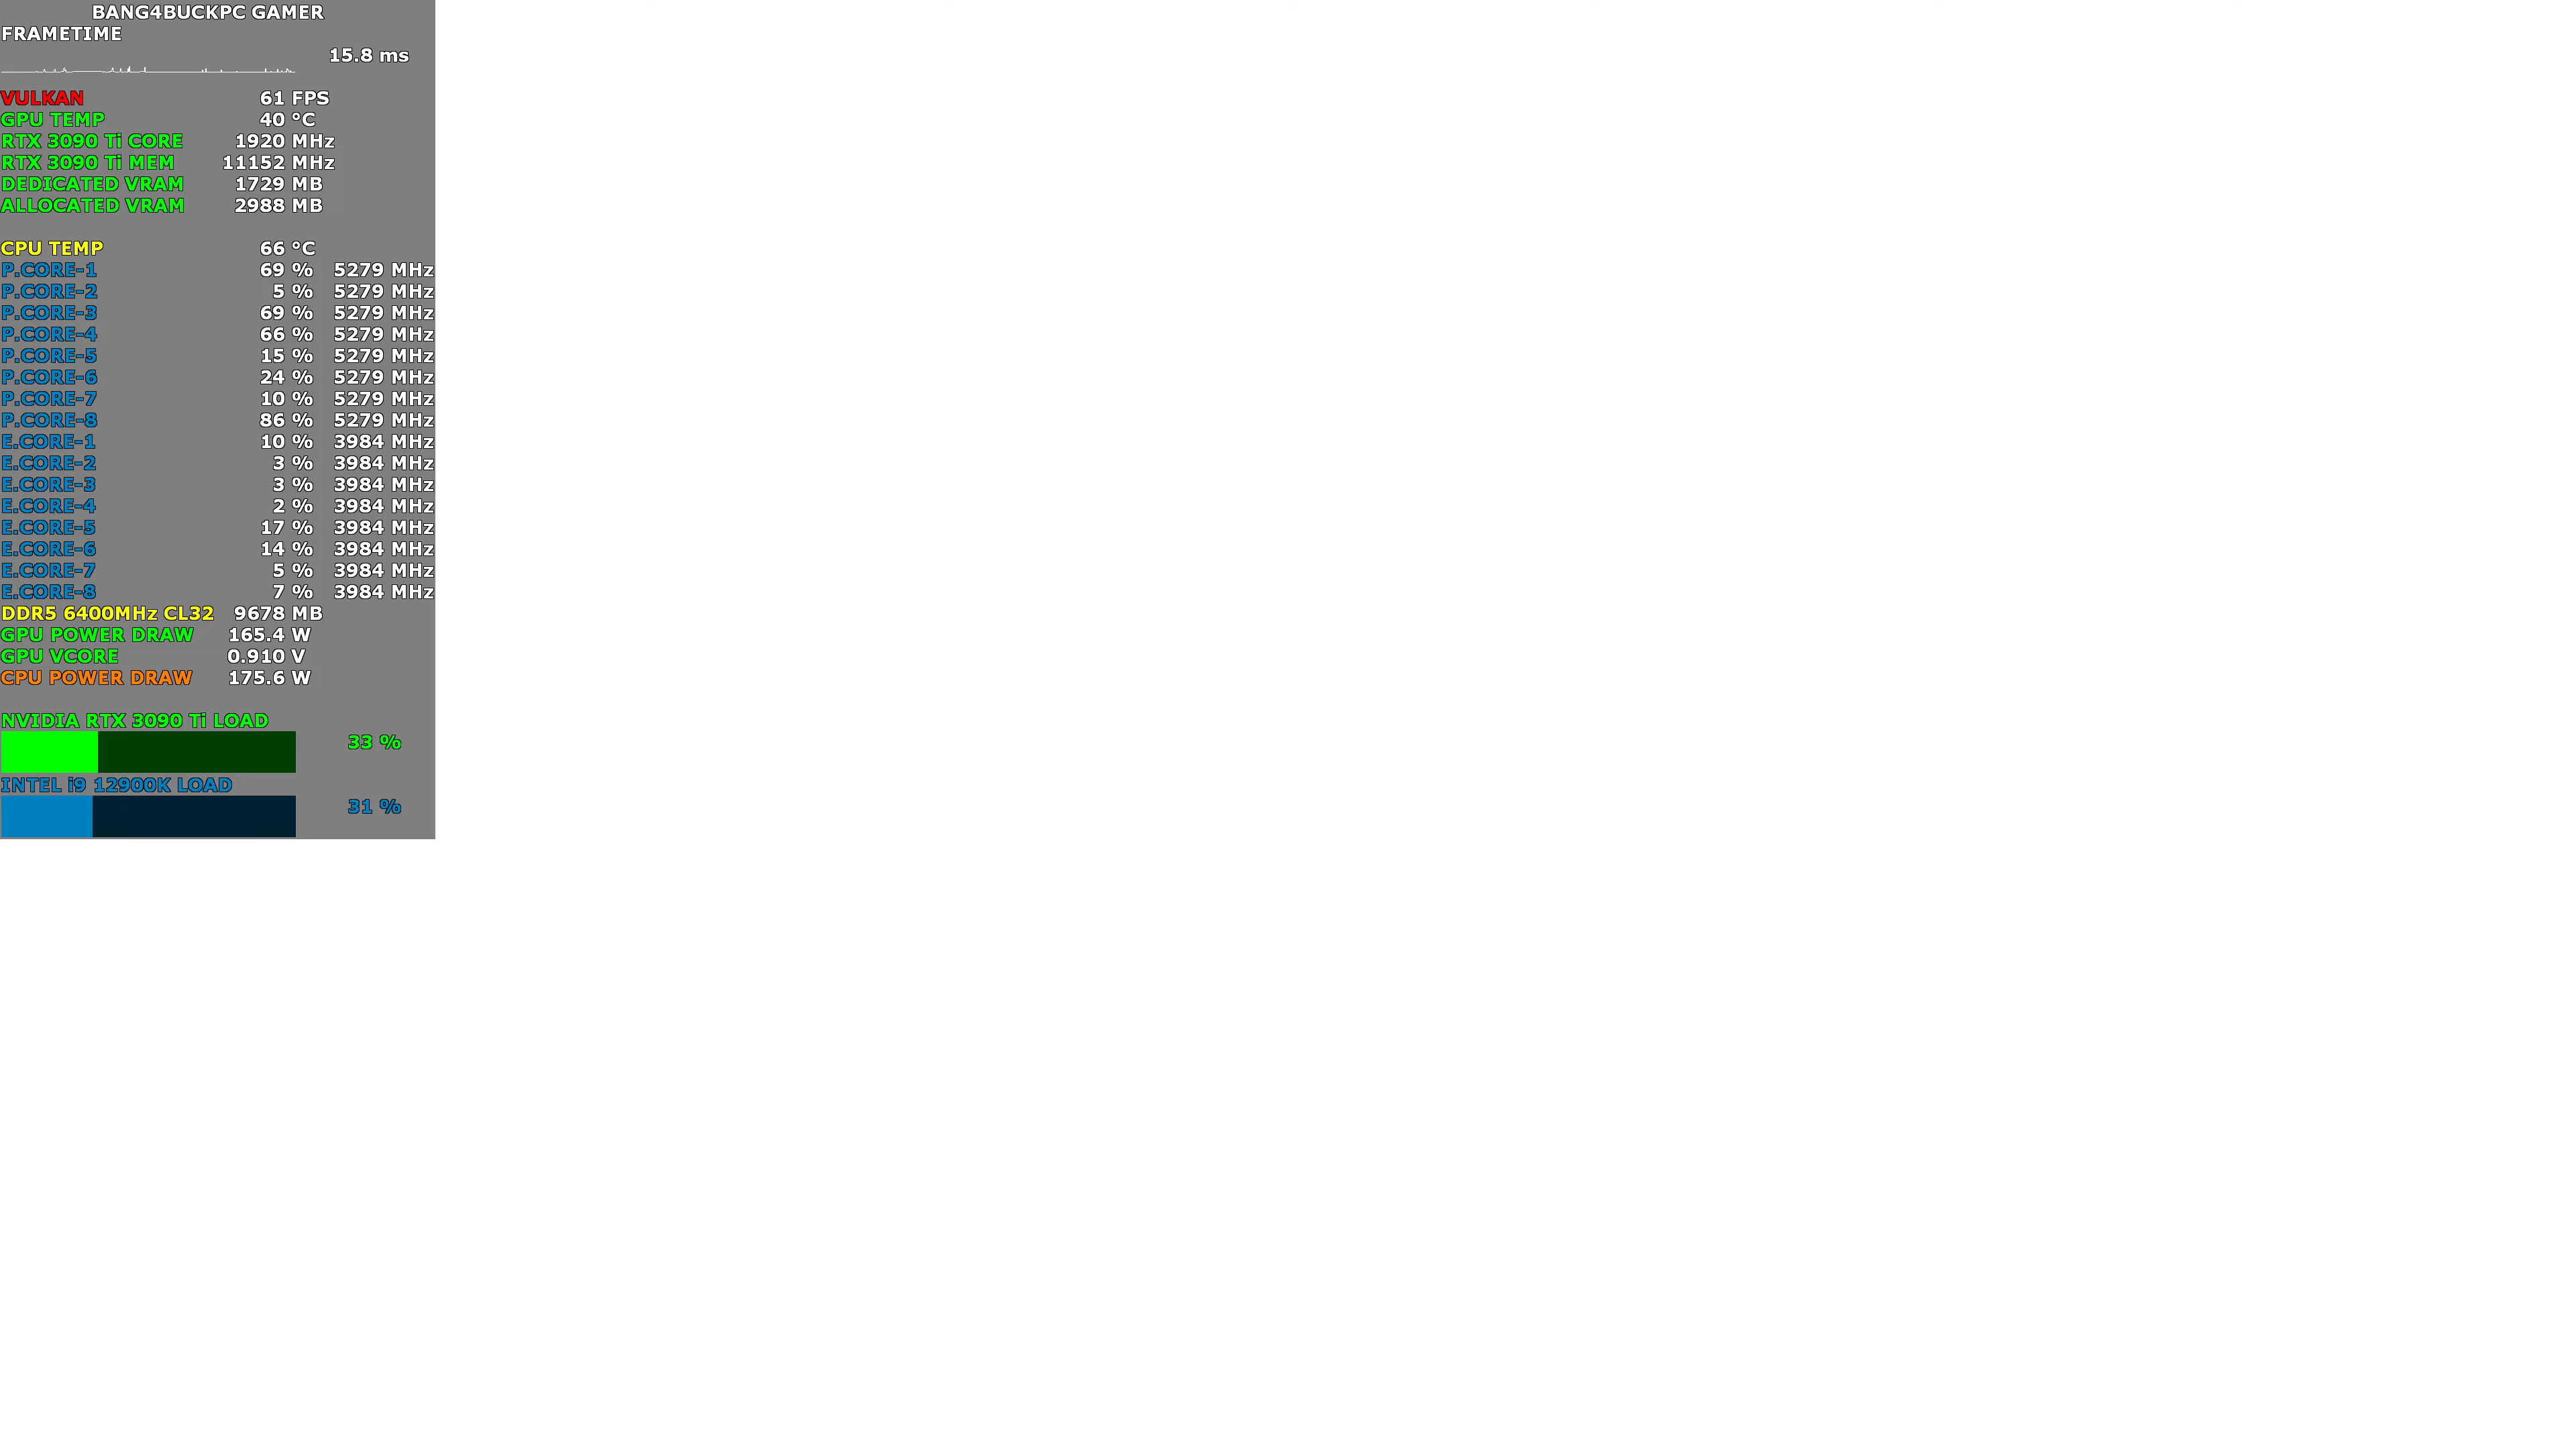 BANG4BUCKPC GAMER
FRAMETIME
15.8 ms
VULKAN 61 FPS
GPU TEMP 40 °C
RTX 3090 Ti CORE 1920 MHz
RTX 3090 Ti MEM 11152 MHz
DEDICATED VRAM 1729 MB
ALLOCATED VRAM 2988 MB
CPU TEMP 66 °C
P.CORE-1 69 % 5279 MHz
P.CORE-2 5 % 5279 MHz
P.CORE-3 69 % 5279 MHz
P.CORE-4 66 % 5279 MHz
P.CORE-5 15 % 5279 MHz
P.CORE-6 24 % 5279 MHz
P.CORE-7 10 % 5279 MHz
P.CORE-8 86 % 5279 MHz
E.CORE-1 10 % 3984 MHz
E.CORE-2 3 % 3984 MHz
E.CORE-3 3 % 3984 MHz
E.CORE-4 2 % 3984 MHz
E.CORE-5 17 % 3984 MHz
E.CORE-6 14 % 3984 MHz
E.CORE-7 5 % 3984 MHz
E.CORE-8 7 % 3984 MHz
DDR5 6400MHz CL32 9678 MB
GPU POWER DRAW 165.4 W
GPU VCORE 0.910 V
CPU POWER DRAW 175.6 W
NVIDIA RTX 3090 Ti LOAD
33 %
INTEL i9 12900K LOAD
31 %